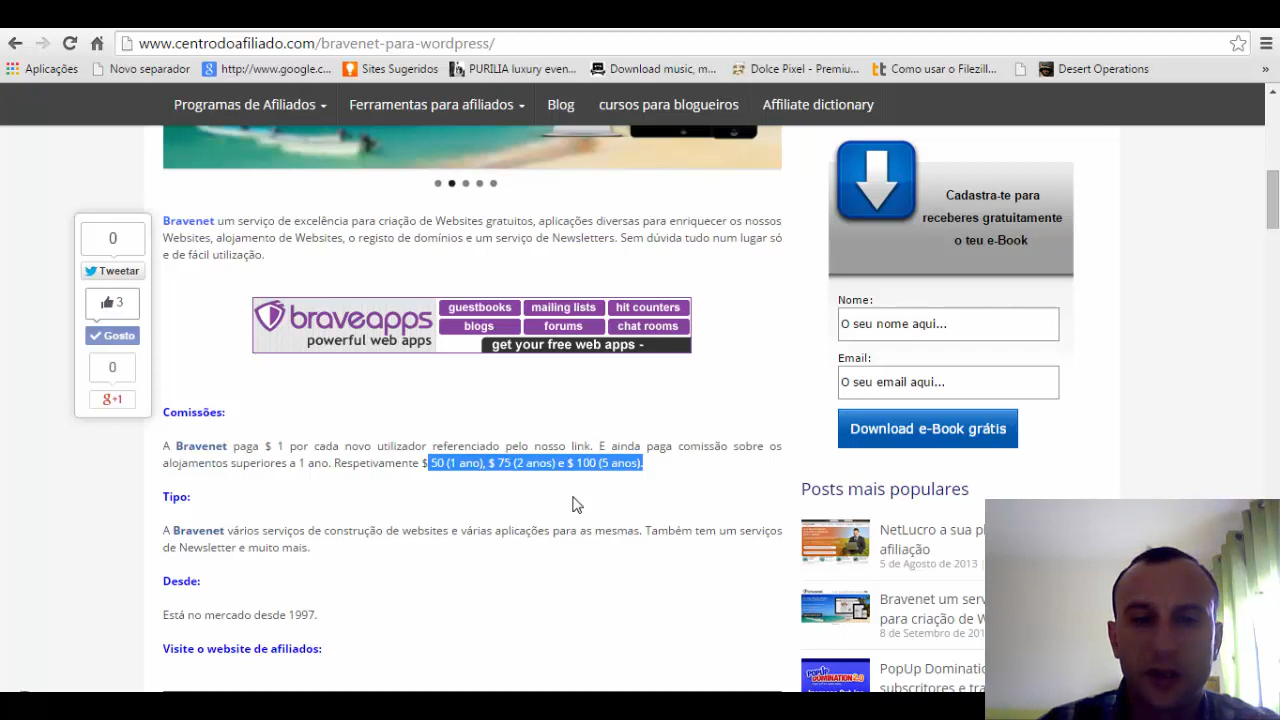 www.centrodoafiliado.com/bravenet-para-wordpress/
Aplicações Novo separador http://www.google.c... Sites Sugeridos PURILIA luxury even... Download music, m... Dolce Pixel - Premiu... Como usar o Filezill... Desert Operations »
Programas de Afiliados Ferramentas para afiliados Blog cursos para blogueiros Affiliate dictionary
0
Tweetar
3
Gosto
0
g+1
Bravenet um serviço de excelência para criação de Websites gratuitos, aplicações diversas para enriquecer os nossos
Websites, alojamento de Websites, o registo de domínios e um serviço de Newsletters. Sem dúvida tudo num lugar só
e de fácil utilização.
braveapps
powerful web apps
guestbooks mailing lists hit counters
blogs forums chat rooms
get your free web apps -
Comissões:
A Bravenet paga $ 1 por cada novo utilizador referenciado pelo nosso link. E ainda paga comissão sobre os
alojamentos superiores a 1 ano. Respetivamente $ 50 (1 ano), $ 75 (2 anos) e $ 100 (5 anos).
Tipo:
A Bravenet vários serviços de construção de websites e várias aplicações para as mesmas. Também tem um serviços
de Newsletter e muito mais.
Desde:
Está no mercado desde 1997.
Visite o website de afiliados:
Cadastra-te para
receberes gratuitamente
o teu e-Book
Nome:
O seu nome aqui...
Email:
O seu email aqui...
Download e-Book grátis
Posts mais populares
NetLucro a sua pl
afiliação
5 de Agosto de 2013 |
Bravenet um serv
para criação de W
8 de Setembro de 201
POPUP
DOMINATION 2.0
PopUp Dominatio
subscritores e tra